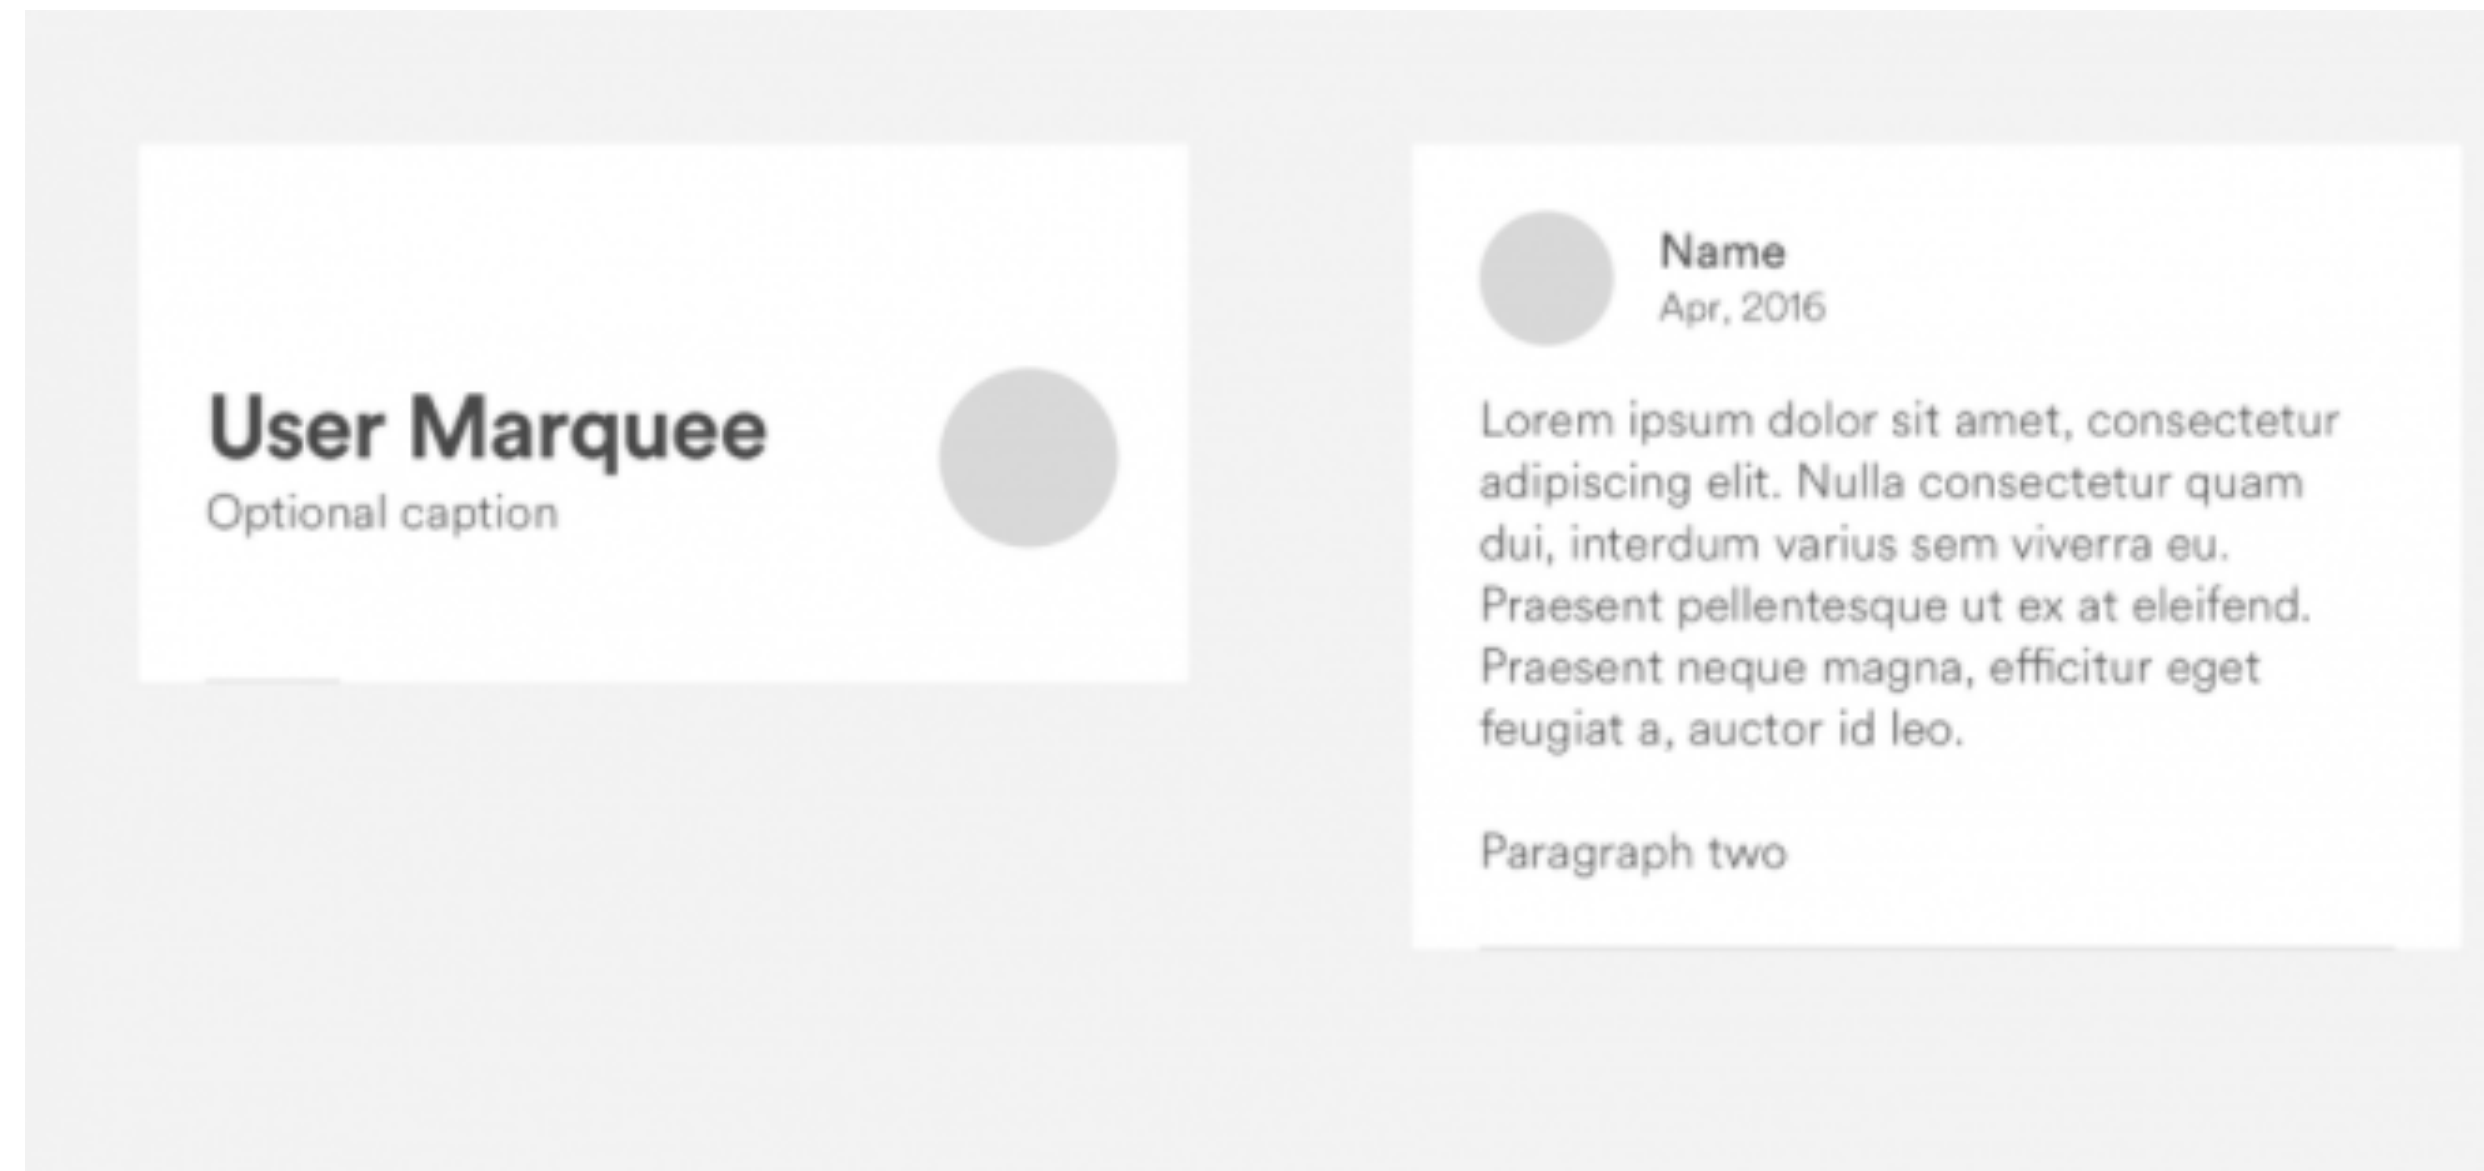 User Marquee
Optional caption
Name
Apr, 2016
Lorem ipsum dolor sit amet, consectetur
adipiscing elit. Nulla consectetur quam
dui, interdum varius sem viverra eu.
Praesent pellentesque ut ex at eleifend.
Praesent neque magna, efficitur eget
feugiat a, auctor id leo.
Paragraph two